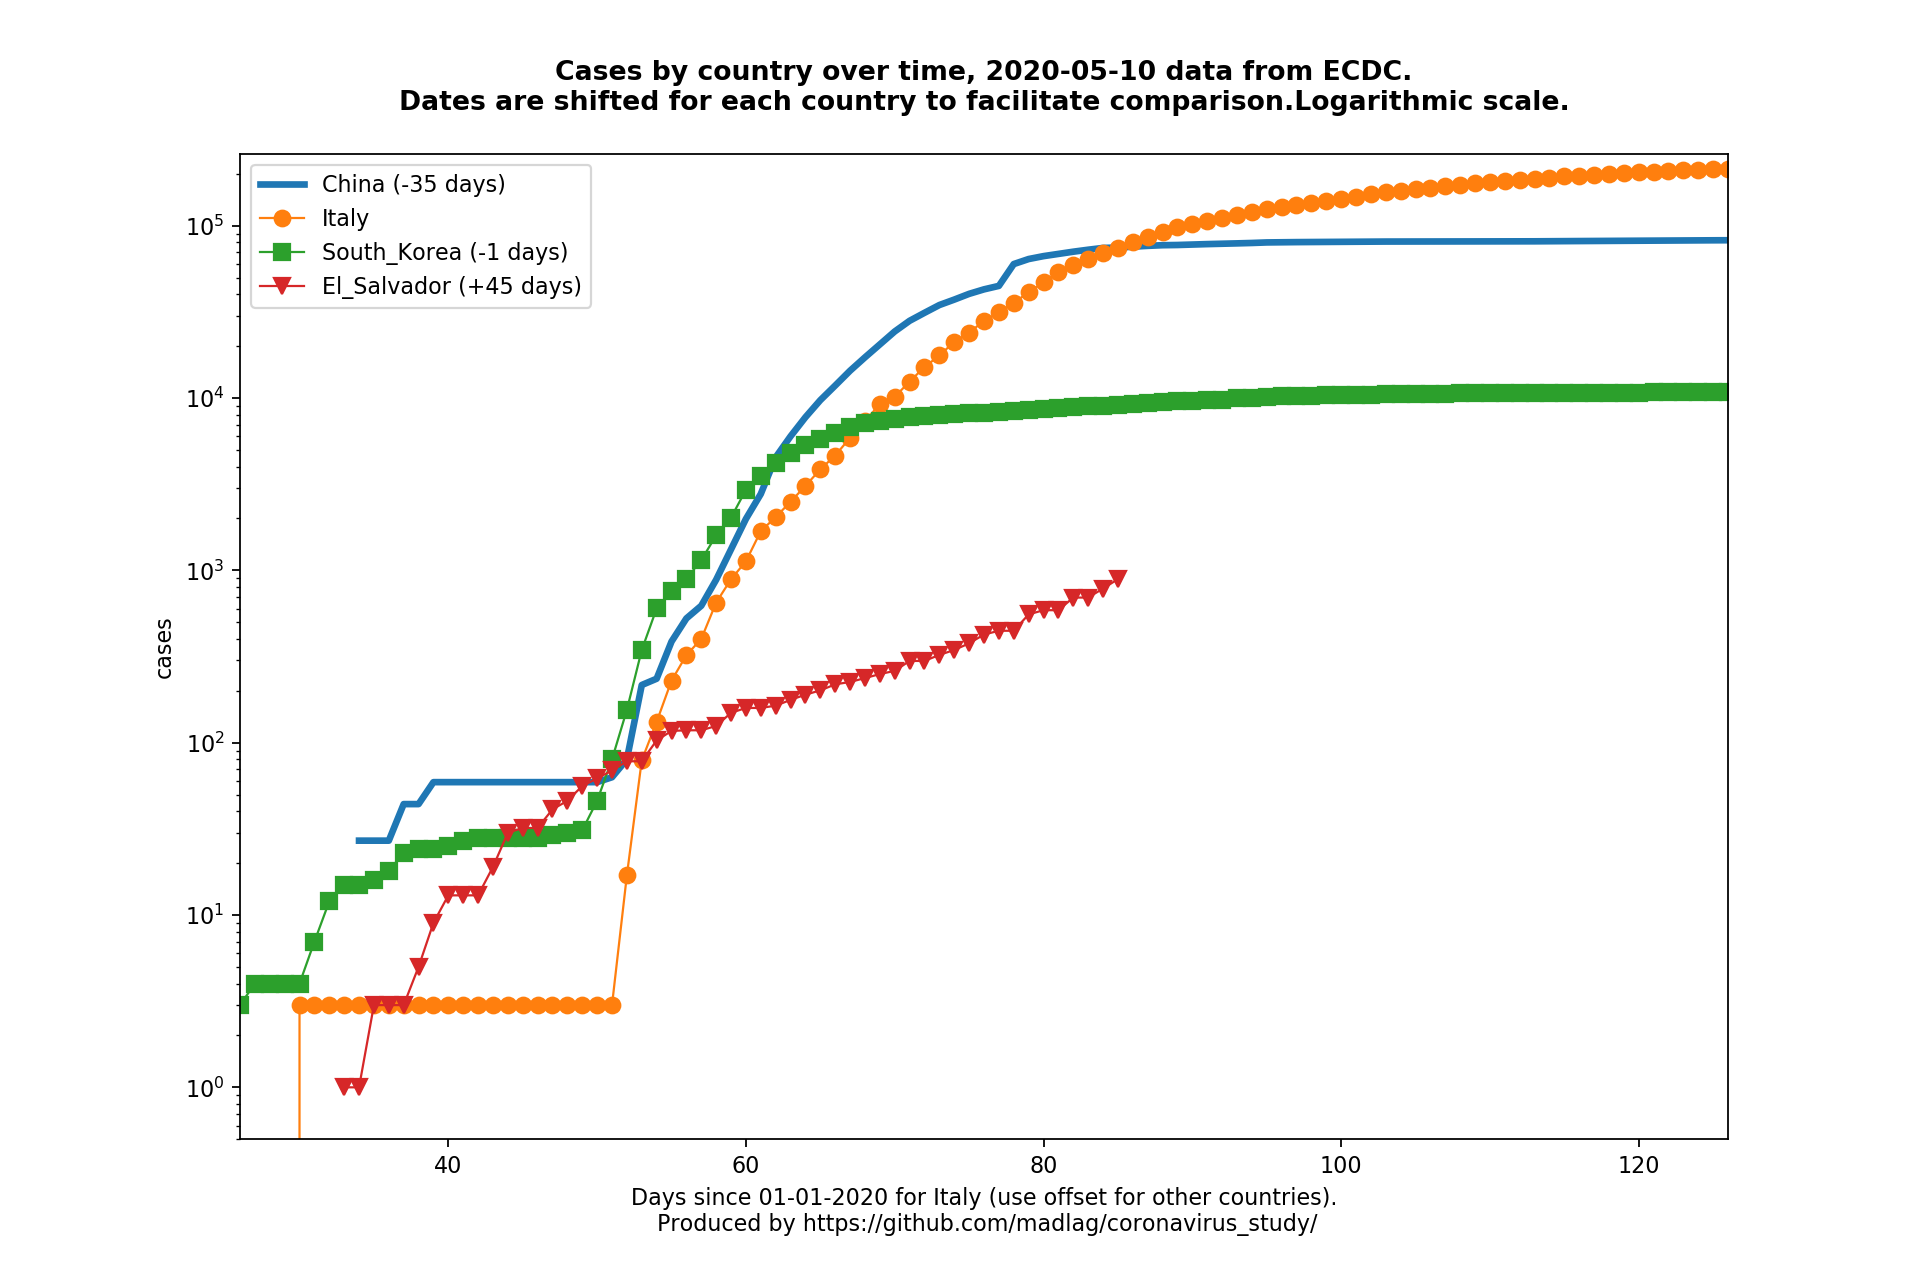 Cases by country over time, 2020-05-10 data from ECDC.
Dates are shifted for each country to facilitate comparison.Logarithmic scale.
China (-35 days)
Italy
South_Korea (-1 days)
El_Salvador (+45 days)
10^5
10^4
10^3
10^2
10^1
10^0
cases
40 60 80 100 120
Days since 01-01-2020 for Italy (use offset for other countries).
Produced by https://github.com/madlag/coronavirus_study/